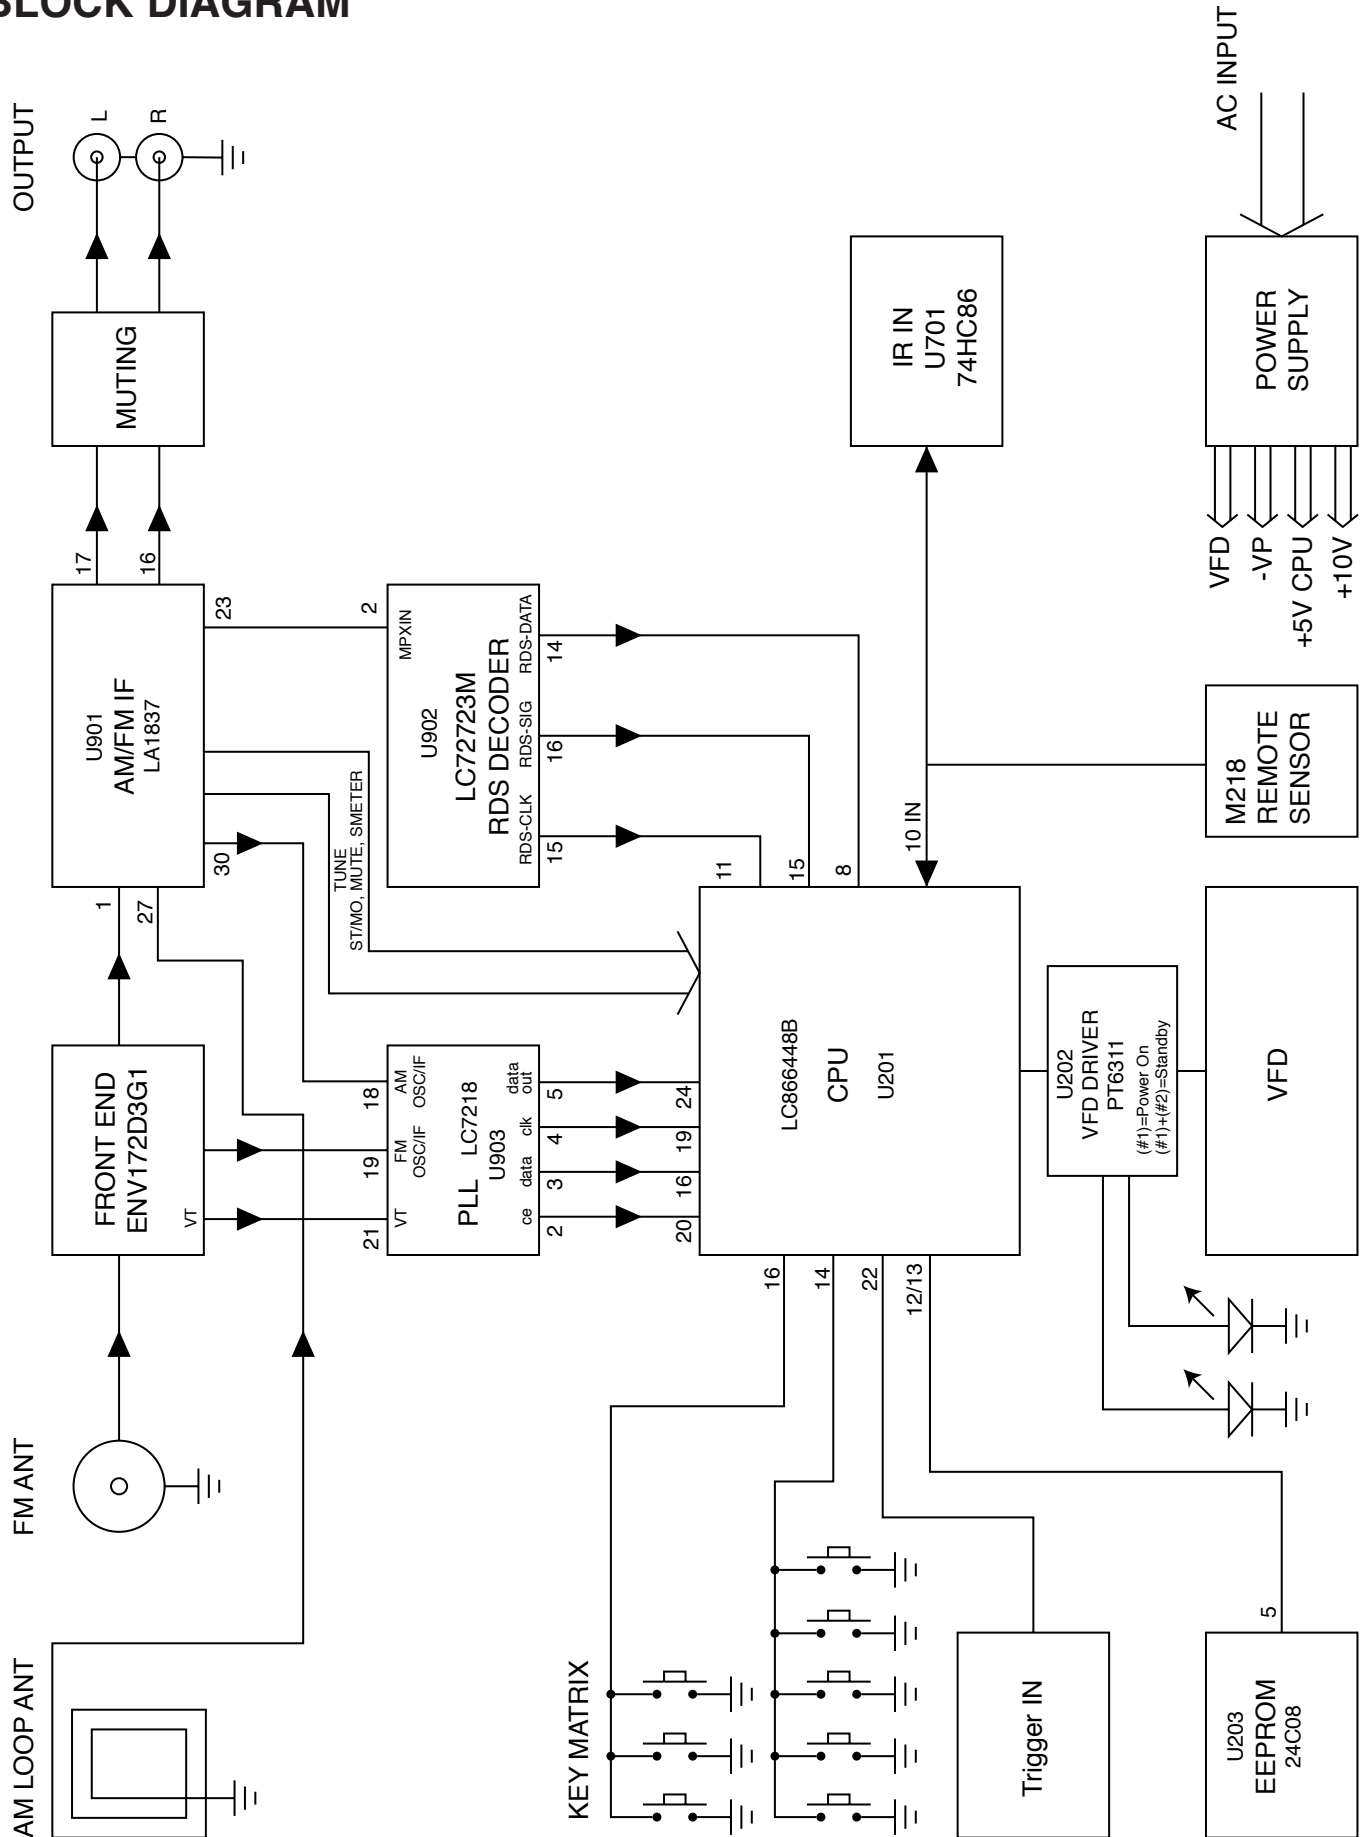 BLOCK DIAGRAM
AM LOOP ANT
FM ANT
OUTPUT
L
R
FRONT END
ENV172D3G1
VT
1
27
U901
AM/FM IF
LA1837
17
16
30
23
MUTING
TUNE
ST/MO, MUTE, SMETER
21
19
18
VT
FM
OSC/IF
AM
OSC/IF
PLL LC7218
U903
ce
data
clk
data
out
2
3
4
5
2
MPXIN
U902
LC72723M
RDS DECODER
RDS-CLK
RDS-SIG
RDS-DATA
15
16
14
20
16
19
24
11
15
8
10 IN
LC866448B
CPU
U201
16
14
22
12/13
IR IN
U701
74HC86
KEY MATRIX
Trigger IN
U203
EEPROM
24C08
5
U202
VFD DRIVER
PT6311
(#1)=Power On
(#1)+(#2)=Standby
VFD
M218
REMOTE
SENSOR
VFD
-VP
+5V CPU
+10V
POWER
SUPPLY
AC INPUT